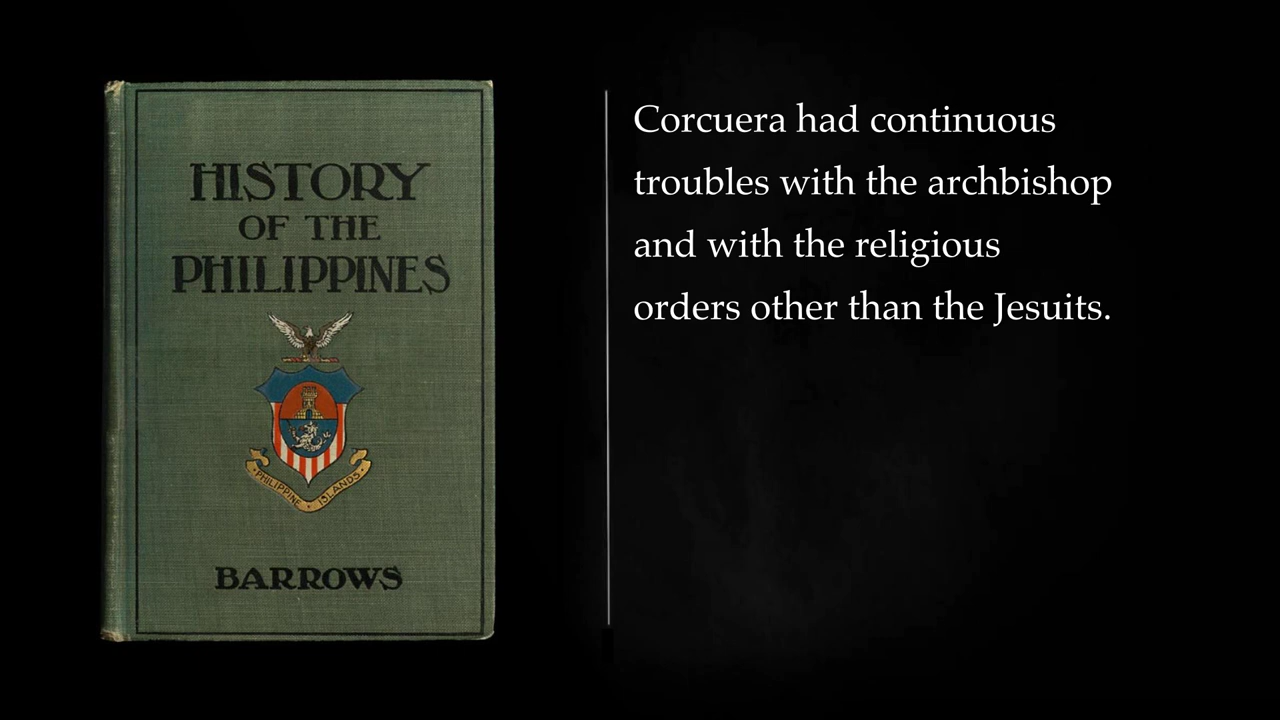 HISTORY
OF THE
PHILIPPINES
PHILIPPINE ISLANDS
BARROWS
Corcuera had continuous
troubles with the archbishop
and with the religious
orders other than the Jesuits.